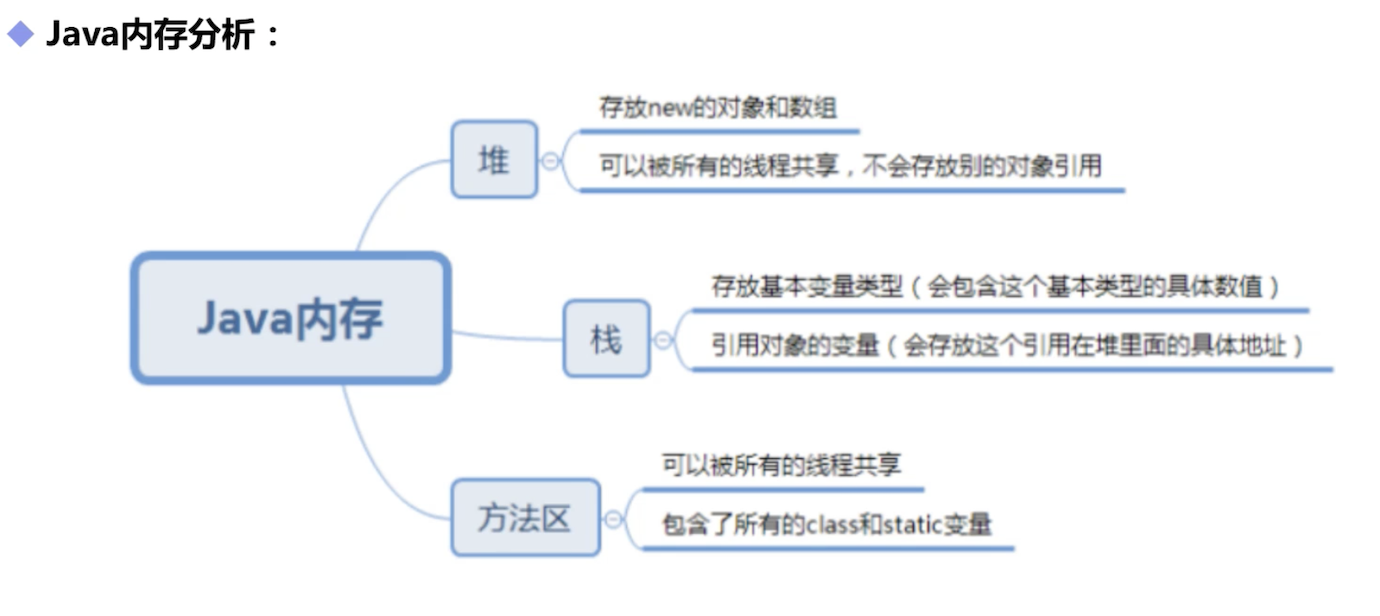 Java内存分析：
存放new的对象和数组
堆
可以被所有的线程共享，不会存放别的对象引用
存放基本变量类型（会包含这个基本类型的具体数值）
Java内存
栈
引用对象的变量（会存放这个引用在堆里面的具体地址）
可以被所有的线程共享
方法区
包含了所有的class和static变量